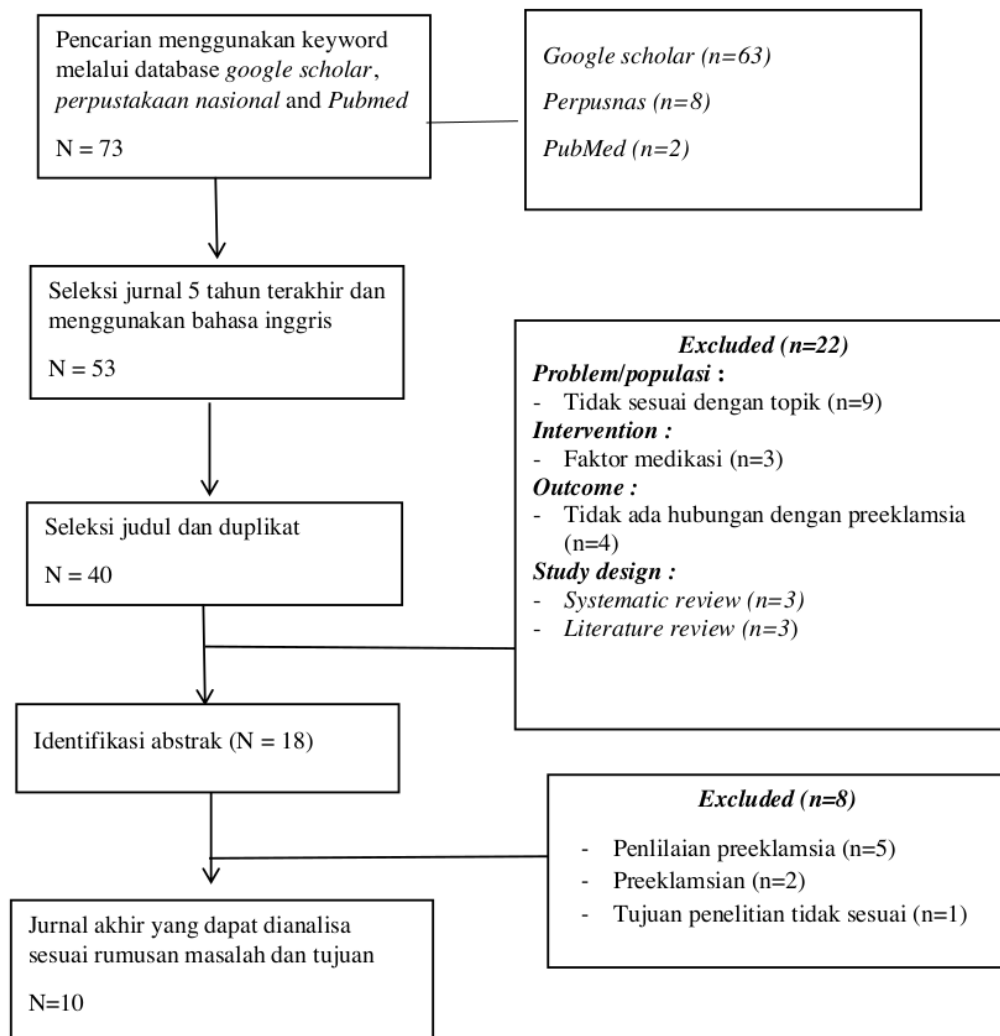 Pencarian menggunakan keyword
melalui database google scholar,
perpustakaan nasional and Pubmed
N = 73
Google scholar (n=63)
Perpusnas (n=8)
PubMed (n=2)
Seleksi jurnal 5 tahun terakhir dan
menggunakan bahasa inggris
N = 53
Excluded (n=22)
Problem/populasi :
- Tidak sesuai dengan topik (n=9)
Intervention :
- Faktor medikasi (n=3)
Outcome :
- Tidak ada hubungan dengan preeklamsia
(n=4)
Study design :
- Systematic review (n=3)
- Literature review (n=3)
Seleksi judul dan duplikat
N = 40
Identifikasi abstrak (N = 18)
Excluded (n=8)
- Penlilaian preeklamsia (n=5)
- Preeklamsian (n=2)
- Tujuan penelitian tidak sesuai (n=1)
Jurnal akhir yang dapat dianalisa
sesuai rumusan masalah dan tujuan
N=10